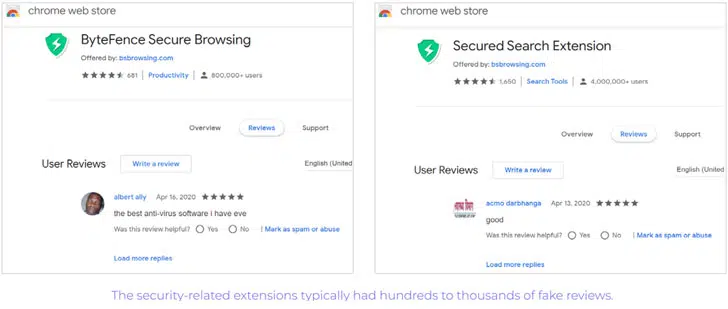 chrome web store
ByteFence Secure Browsing
Offered by: bsbrowsing.com
681 | Productivity | 800,000+ users
Overview Reviews Support
User Reviews Write a review English (United
albert ally Apr 16, 2020
the best anti-virus software i have eve
Was this review helpful? Yes No | Mark as spam or abuse
Load more replies
chrome web store
Secured Search Extension
Offered by: bsbrowsing.com
1,650 | Search Tools | 4,000,000+ users
Overview Reviews Support
User Reviews Write a review English (United
acmo darbhanga Apr 13, 2020
good
Was this review helpful? Yes No | Mark as spam or abuse
Load more replies
The security-related extensions typically had hundreds to thousands of fake reviews.